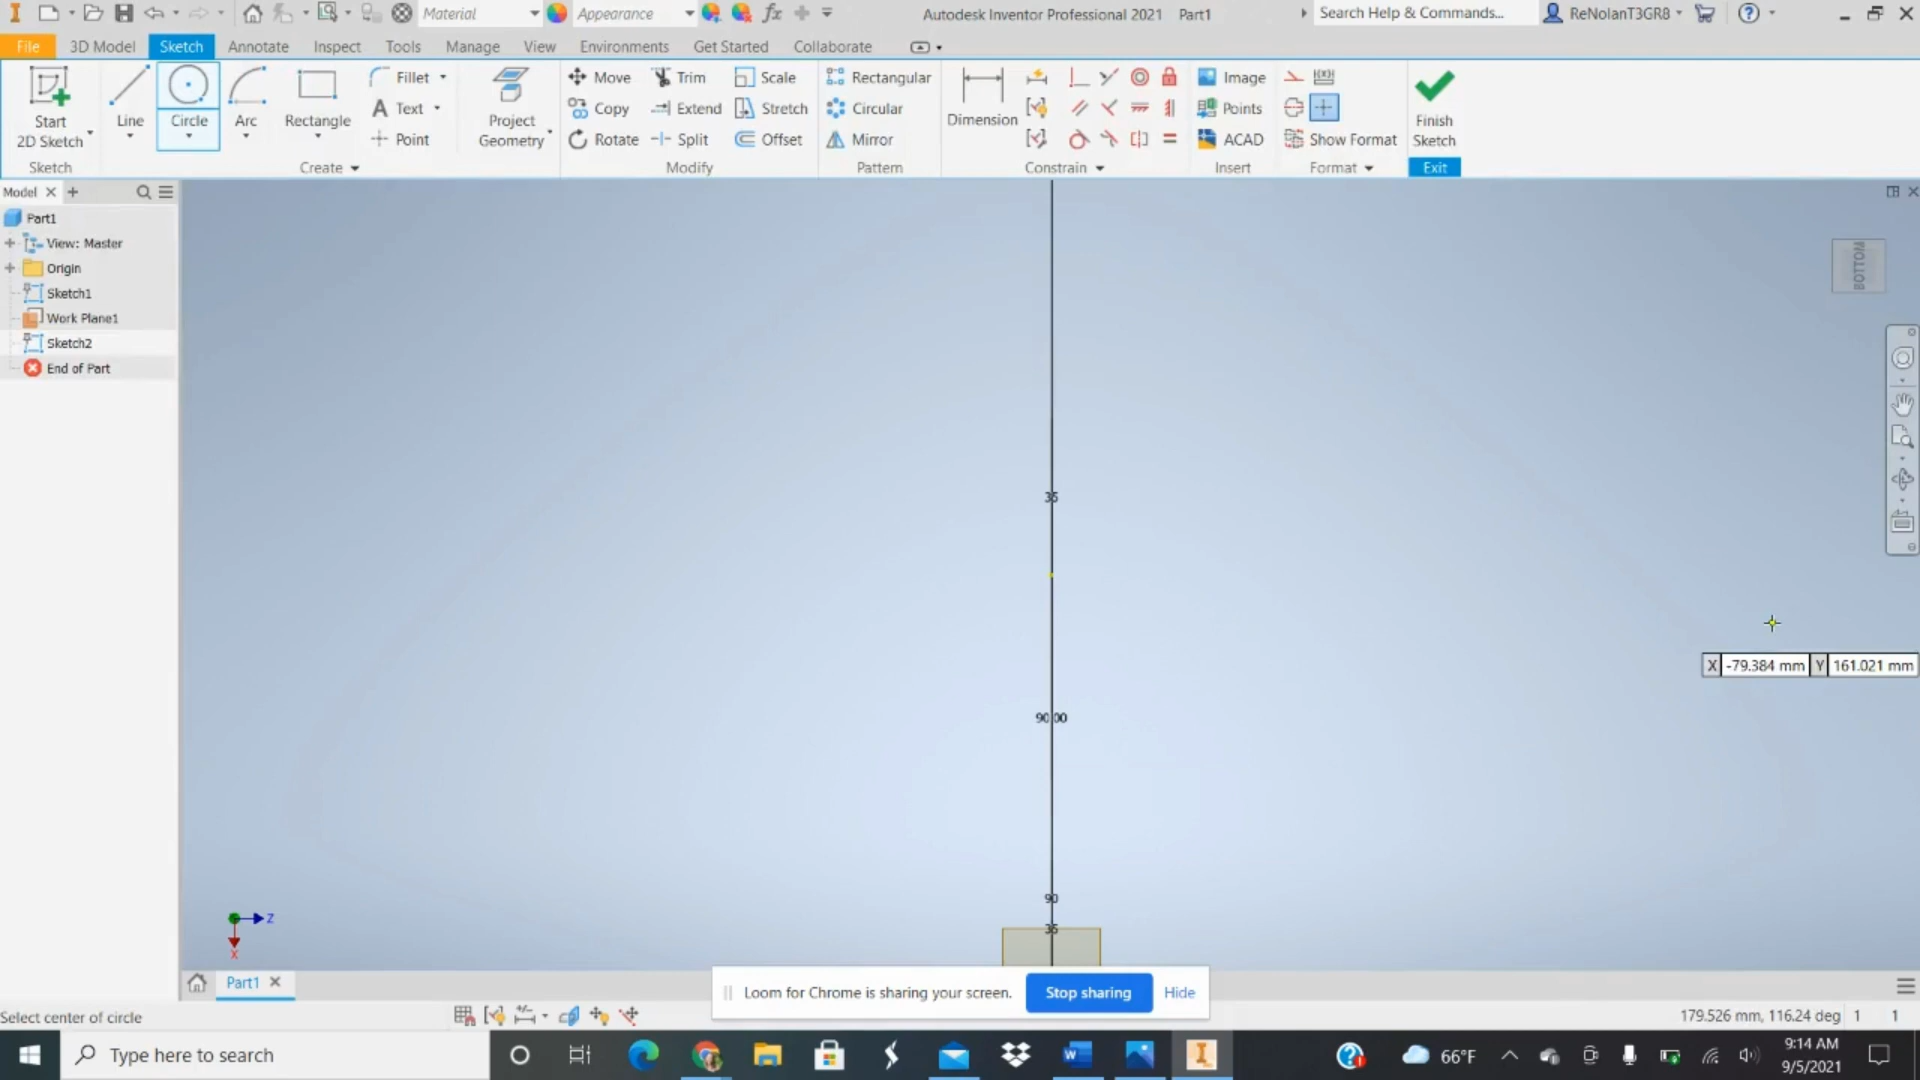 Material
Appearance
fx
Autodesk Inventor Professional 2021 Part1
Search Help & Commands...
ReNolanT3GR8
File 3D Model Sketch Annotate Inspect Tools Manage View Environments Get Started Collaborate
Start
2D Sketch
Line
Circle
Arc
Rectangle
Fillet
Text
Point
Project
Geometry
Move
Copy
Rotate
Trim
Extend
Split
Scale
Stretch
Offset
Rectangular
Circular
Mirror
Dimension
Image
Points
ACAD
Show Format
Finish
Sketch
Sketch
Create
Modify
Pattern
Constrain
Insert
Format
Exit
Model
Part1
View: Master
Origin
Sketch1
Work Plane1
Sketch2
End of Part
BOTTOM
35
90.00
90
35
X -79.384 mm Y 161.021 mm
Z
X
Part1
Loom for Chrome is sharing your screen. Stop sharing Hide
Select center of circle
179.526 mm, 116.24 deg 1 1
Type here to search
66°F
9:14 AM
9/5/2021